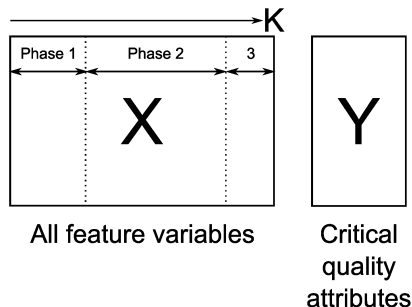 K
Phase 1 Phase 2 3
X Y
All feature variables
Critical
quality
attributes